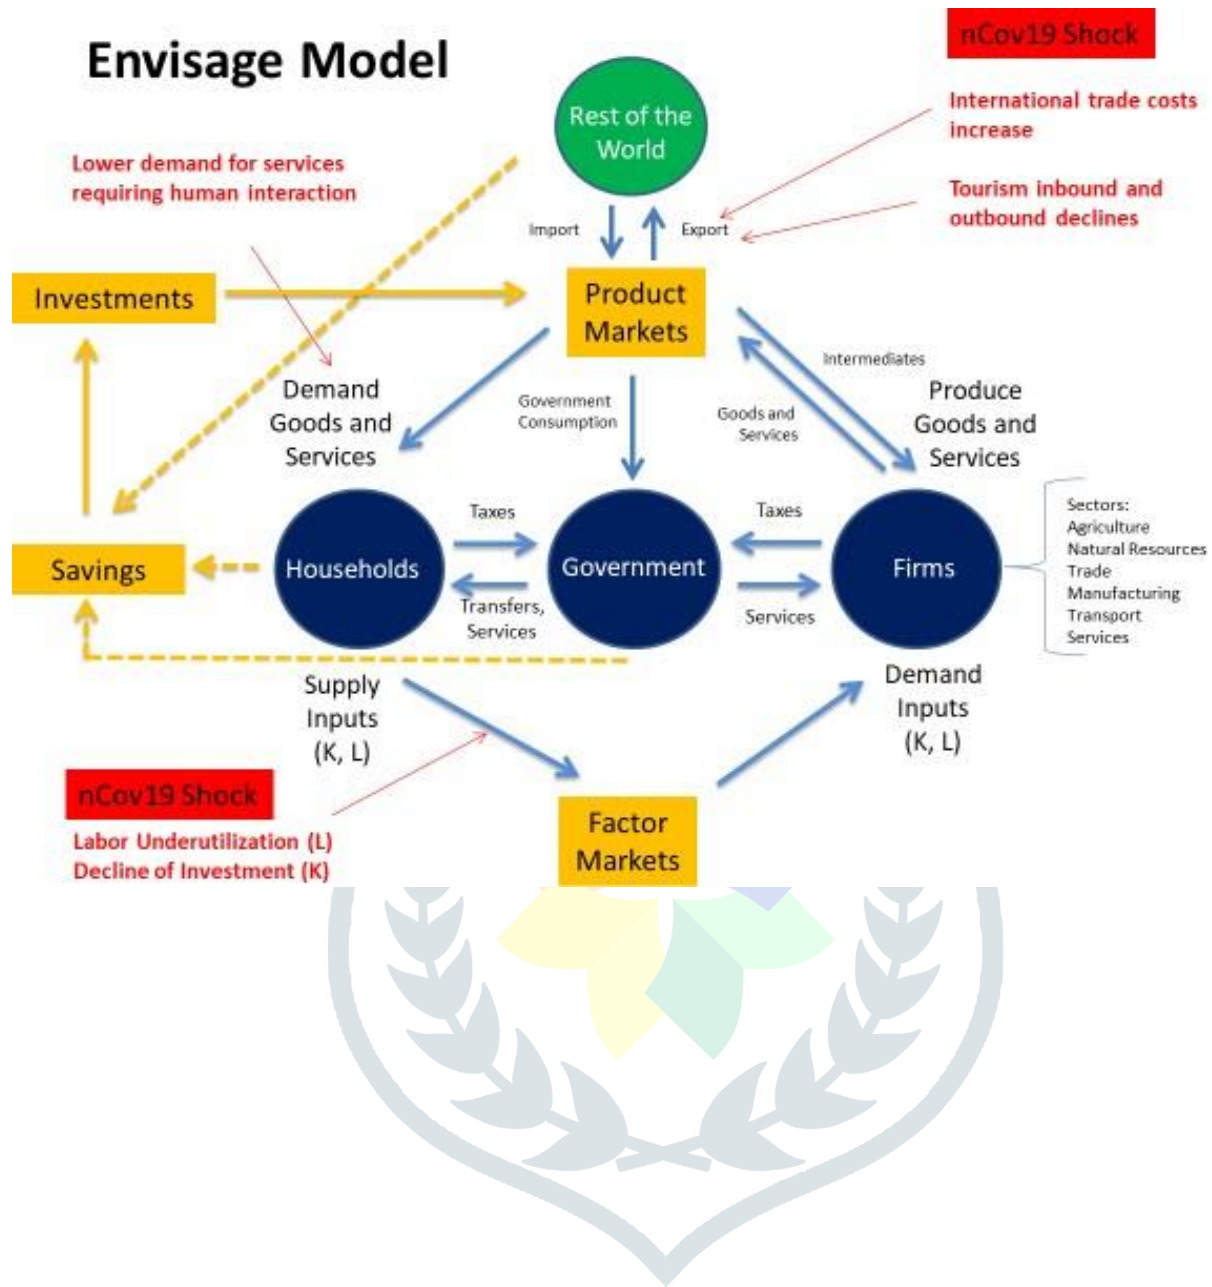 nCov19 Shock
Envisage Model
International trade costs
increase
Rest of the
World
Lower demand for services
requiring human interaction
Tourism inbound and
outbound declines
Import
Export
Investments
Product
Markets
Intermediates
Demand
Goods and
Services
Government
Consumption
Goods and
Services
Produce
Goods and
Services
Taxes
Taxes
Sectors:
Agriculture
Natural Resources
Trade
Manufacturing
Transport
Services
Savings
Households
Government
Firms
Transfers,
Services
Services
Supply
Inputs
(K, L)
Demand
Inputs
(K, L)
nCov19 Shock
Labor Underutilization (L)
Decline of Investment (K)
Factor
Markets